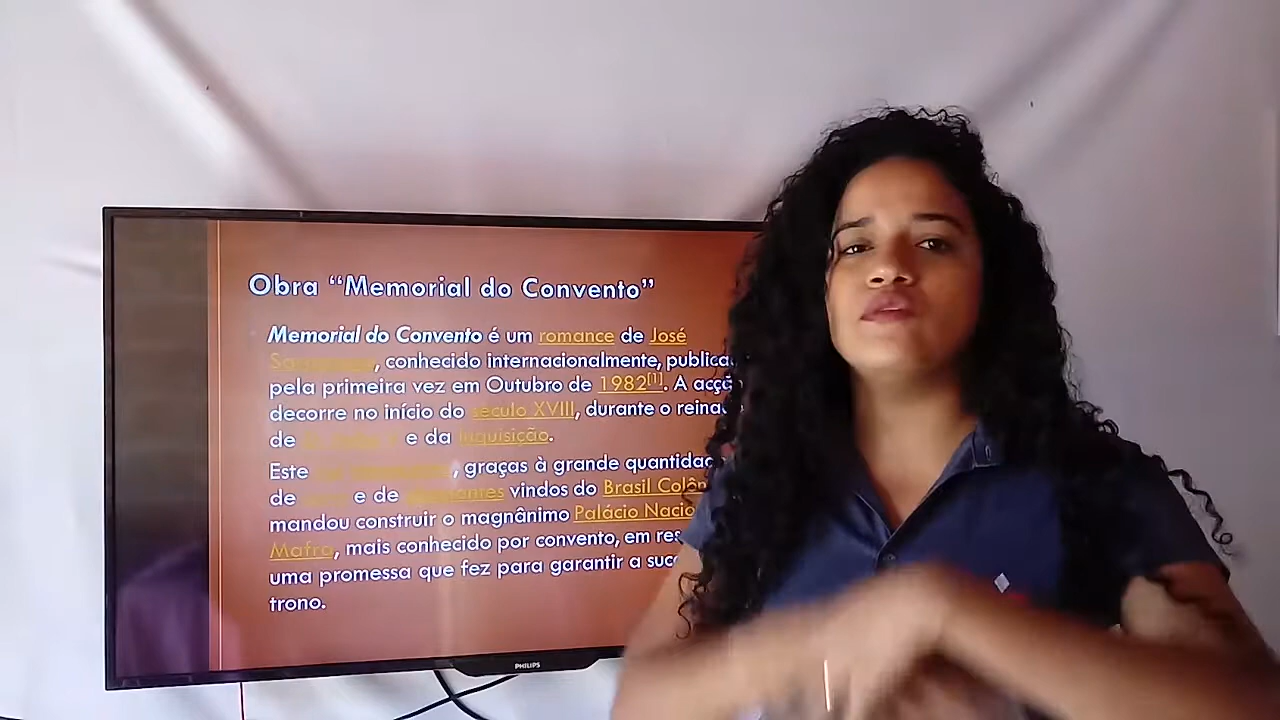 Obra “Memorial do Convento”
Memorial do Convento é um romance de José
, conhecido internacionalmente, publica
pela primeira vez em Outubro de 1982[1]. A acçã
decorre no início do século XVIII, durante o reina
de e da Inquisição.
Este , graças à grande quantidad
de e de diamantes vindos do Brasil Colôn
mandou construir o magnânimo Palácio Nacio
Mafra, mais conhecido por convento, em res
uma promessa que fez para garantir a suc
trono.
PHILIPS